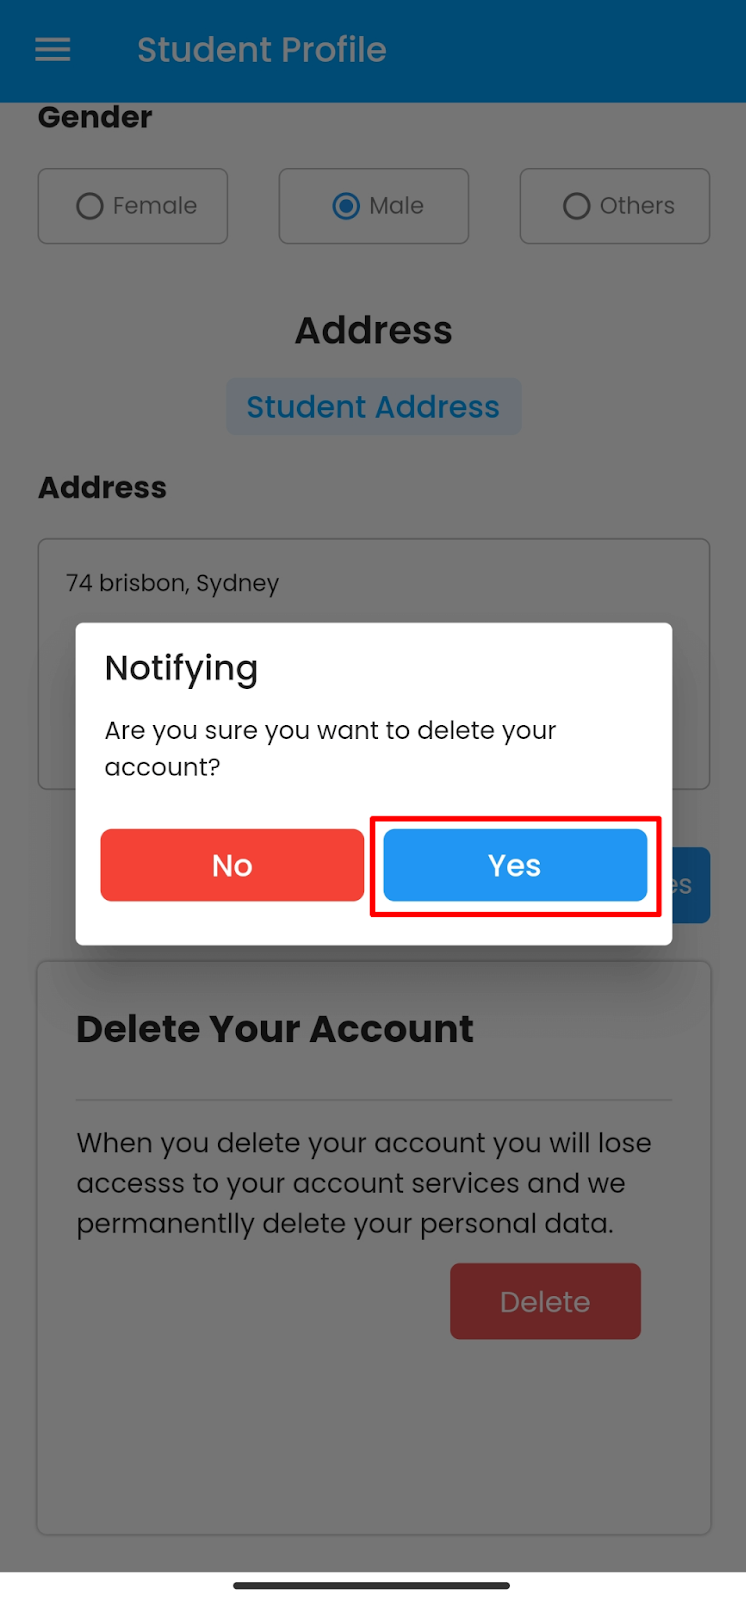 Student Profile
Gender
Female
Male
Others
Address
Student Address
Address
74 brisbon, Sydney
Notifying
Are you sure you want to delete your
account?
No
Yes
Delete Your Account
When you delete your account you will lose
accesss to your account services and we
permanentlly delete your personal data.
Delete